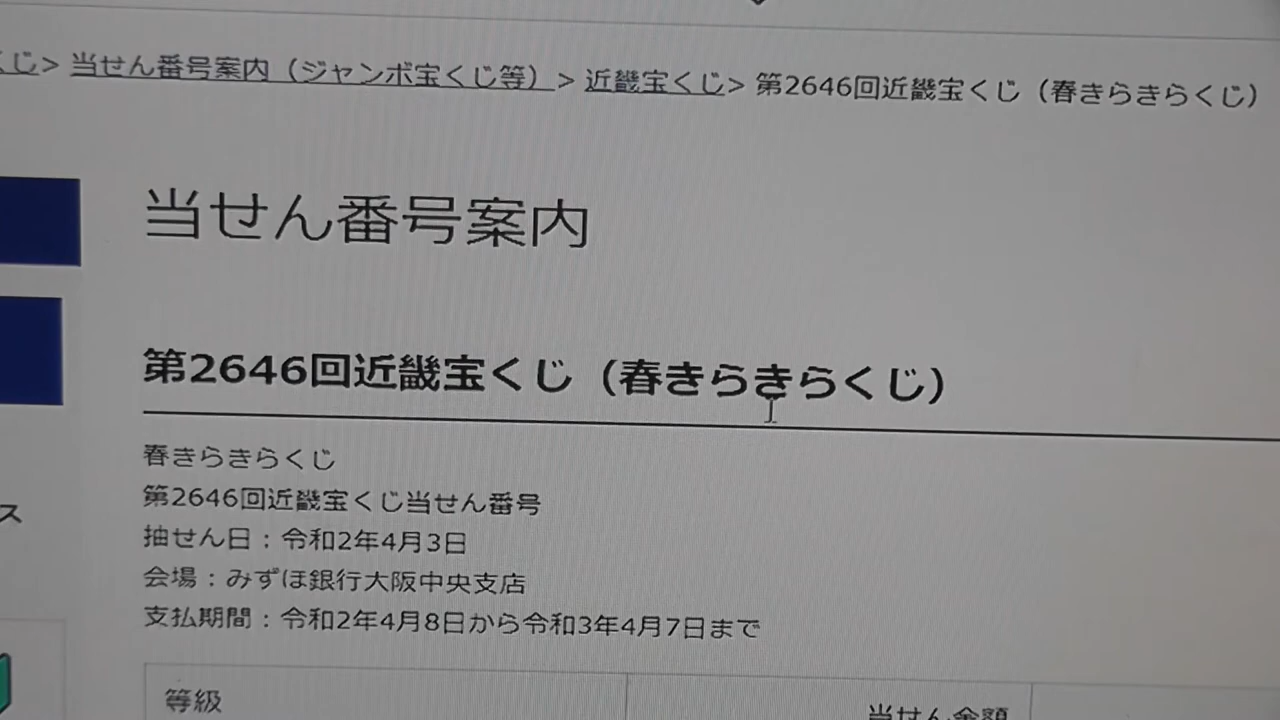 くじ> 当せん番号案内（ジャンボ宝くじ等）> 近畿宝くじ> 第2646回近畿宝くじ（春きらきらくじ）
当せん番号案内
第2646回近畿宝くじ（春きらきらくじ）
春きらきらくじ
第2646回近畿宝くじ当せん番号
ス
抽せん日：令和2年4月3日
会場：みずほ銀行大阪中央支店
支払期間：令和2年4月8日から令和3年4月7日まで
等級 当せん金額